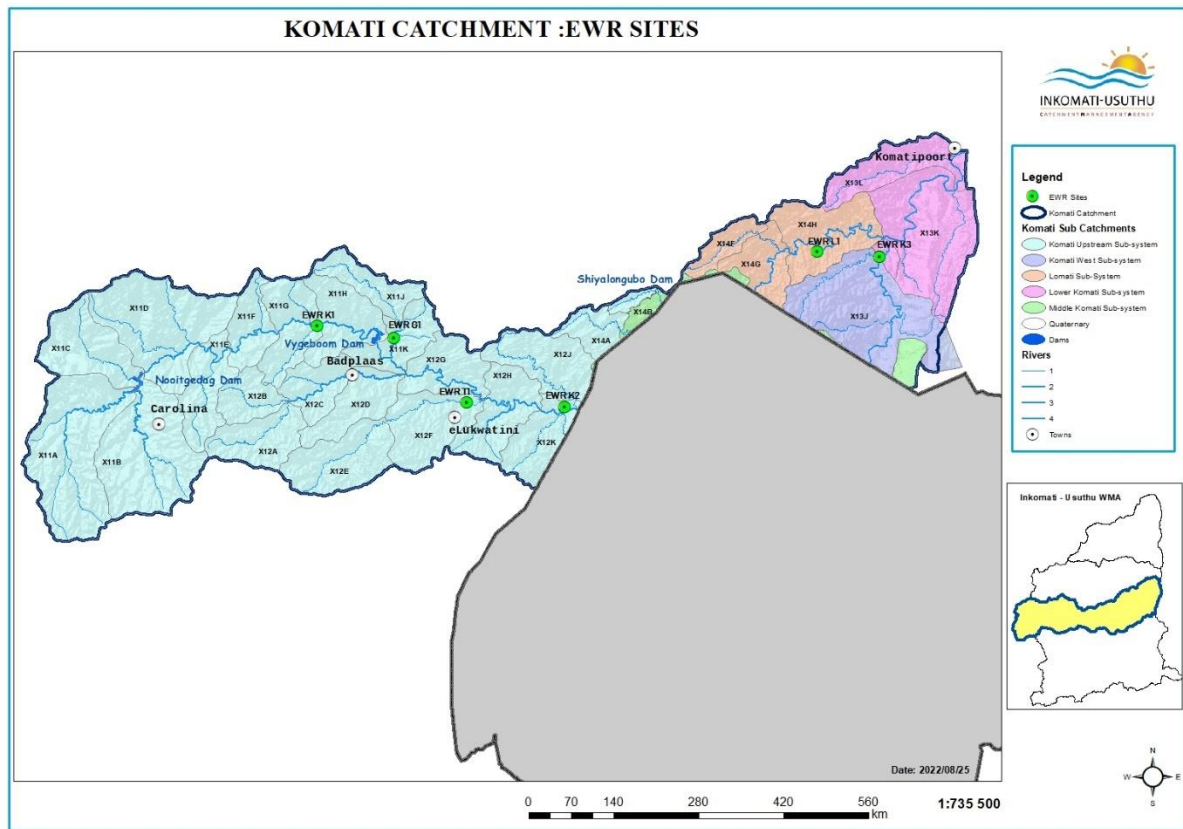 KOMATI CATCHMENT :EWR SITES
INKOMATI-USUTHU
CATCHMENT MANAGEMENT AGENCY
Komatipoort
X13L
X14H
X13K
X14F
EWR L1
EWR K3
X14G
Shiyalongubo Dam
X11H
X11J
X14B
X13J
X11D
X11G
X11F
EWR K1
EWR G1
X14A
X11C
X11E
Vygeboom Dam
X11K
X12J
Badplaas
X12G
Nooitgedag Dam
X12H
X12B
X12C
X12D
EWR T1
EWR K2
Carolina
eLukwatini
X12F
X12K
X11A
X11B
X12A
X12E
Legend
EWR Sites
Komati Catchment
Komati Sub Catchments
Komati Upstream Sub-system
Komati West Sub-system
Lomati Sub-System
Lower Komati Sub-system
Middle Komati Sub-system
Quaternary
Dams
Rivers
1
2
3
4
Towns
Inkomati - Usuthu WMA
Date: 2022/08/25
0 70 140 280 420 560
km
1:735 500
N
W E
S